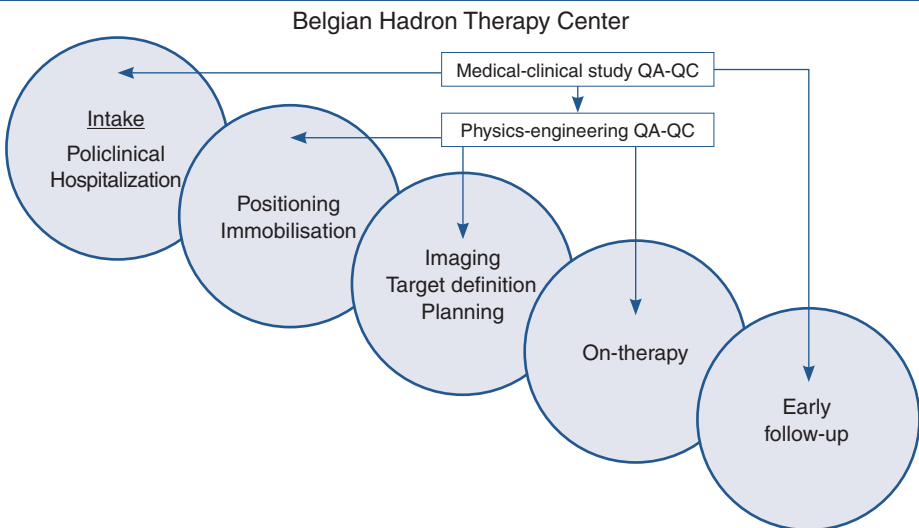 Belgian Hadron Therapy Center
Medical-clinical study QA-QC
Physics-engineering QA-QC
Intake
Policlinical
Hospitalization
Positioning
Immobilisation
Imaging
Target definition
Planning
On-therapy
Early
follow-up